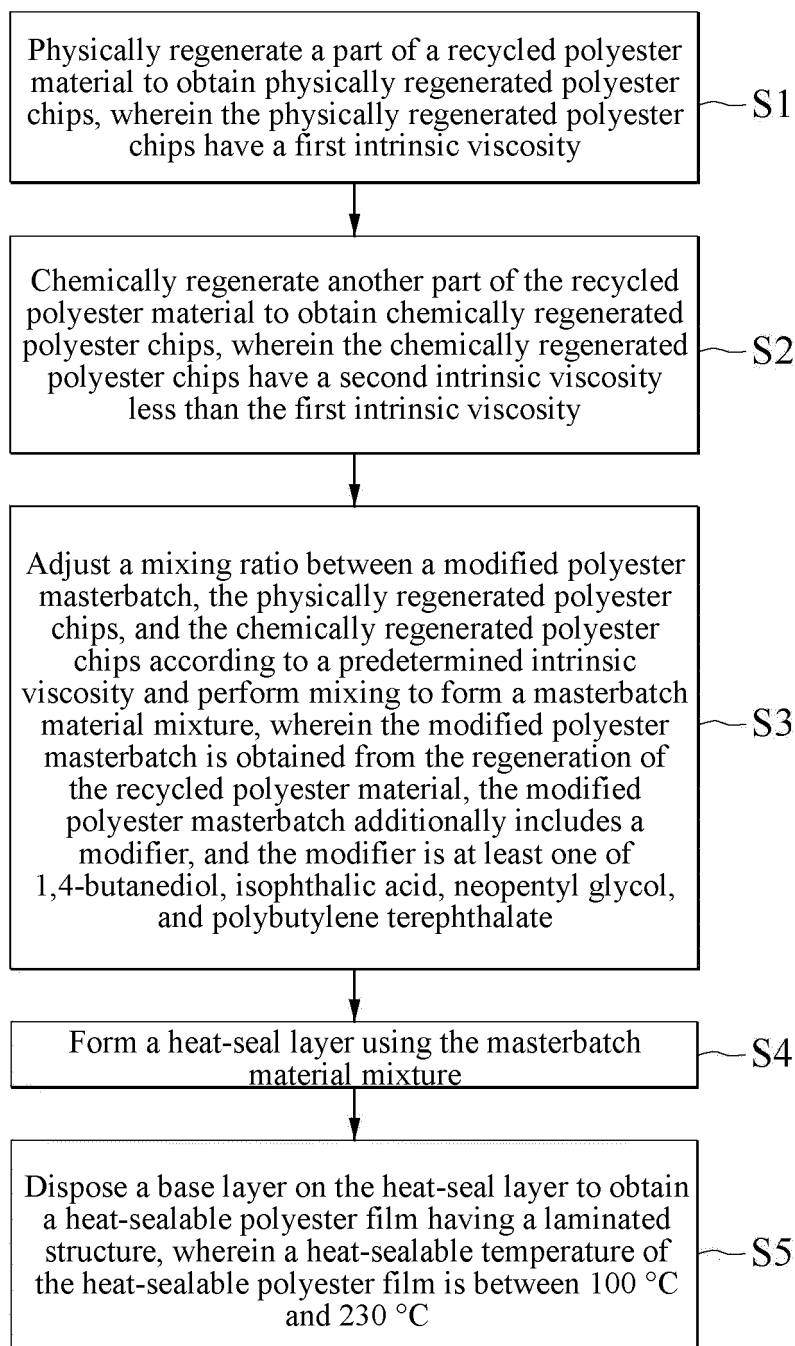 Physically regenerate a part of a recycled polyester
material to obtain physically regenerated polyester
chips, wherein the physically regenerated polyester
chips have a first intrinsic viscosity
S1
Chemically regenerate another part of the recycled
polyester material to obtain chemically regenerated
polyester chips, wherein the chemically regenerated
polyester chips have a second intrinsic viscosity
less than the first intrinsic viscosity
S2
Adjust a mixing ratio between a modified polyester
masterbatch, the physically regenerated polyester
chips, and the chemically regenerated polyester
chips according to a predetermined intrinsic
viscosity and perform mixing to form a masterbatch
material mixture, wherein the modified polyester
masterbatch is obtained from the regeneration of
the recycled polyester material, the modified
polyester masterbatch additionally includes a
modifier, and the modifier is at least one of
1,4-butanediol, isophthalic acid, neopentyl glycol,
and polybutylene terephthalate
S3
Form a heat-seal layer using the masterbatch
material mixture
S4
Dispose a base layer on the heat-seal layer to obtain
a heat-sealable polyester film having a laminated
structure, wherein a heat-sealable temperature of
the heat-sealable polyester film is between 100 °C
and 230 °C
S5